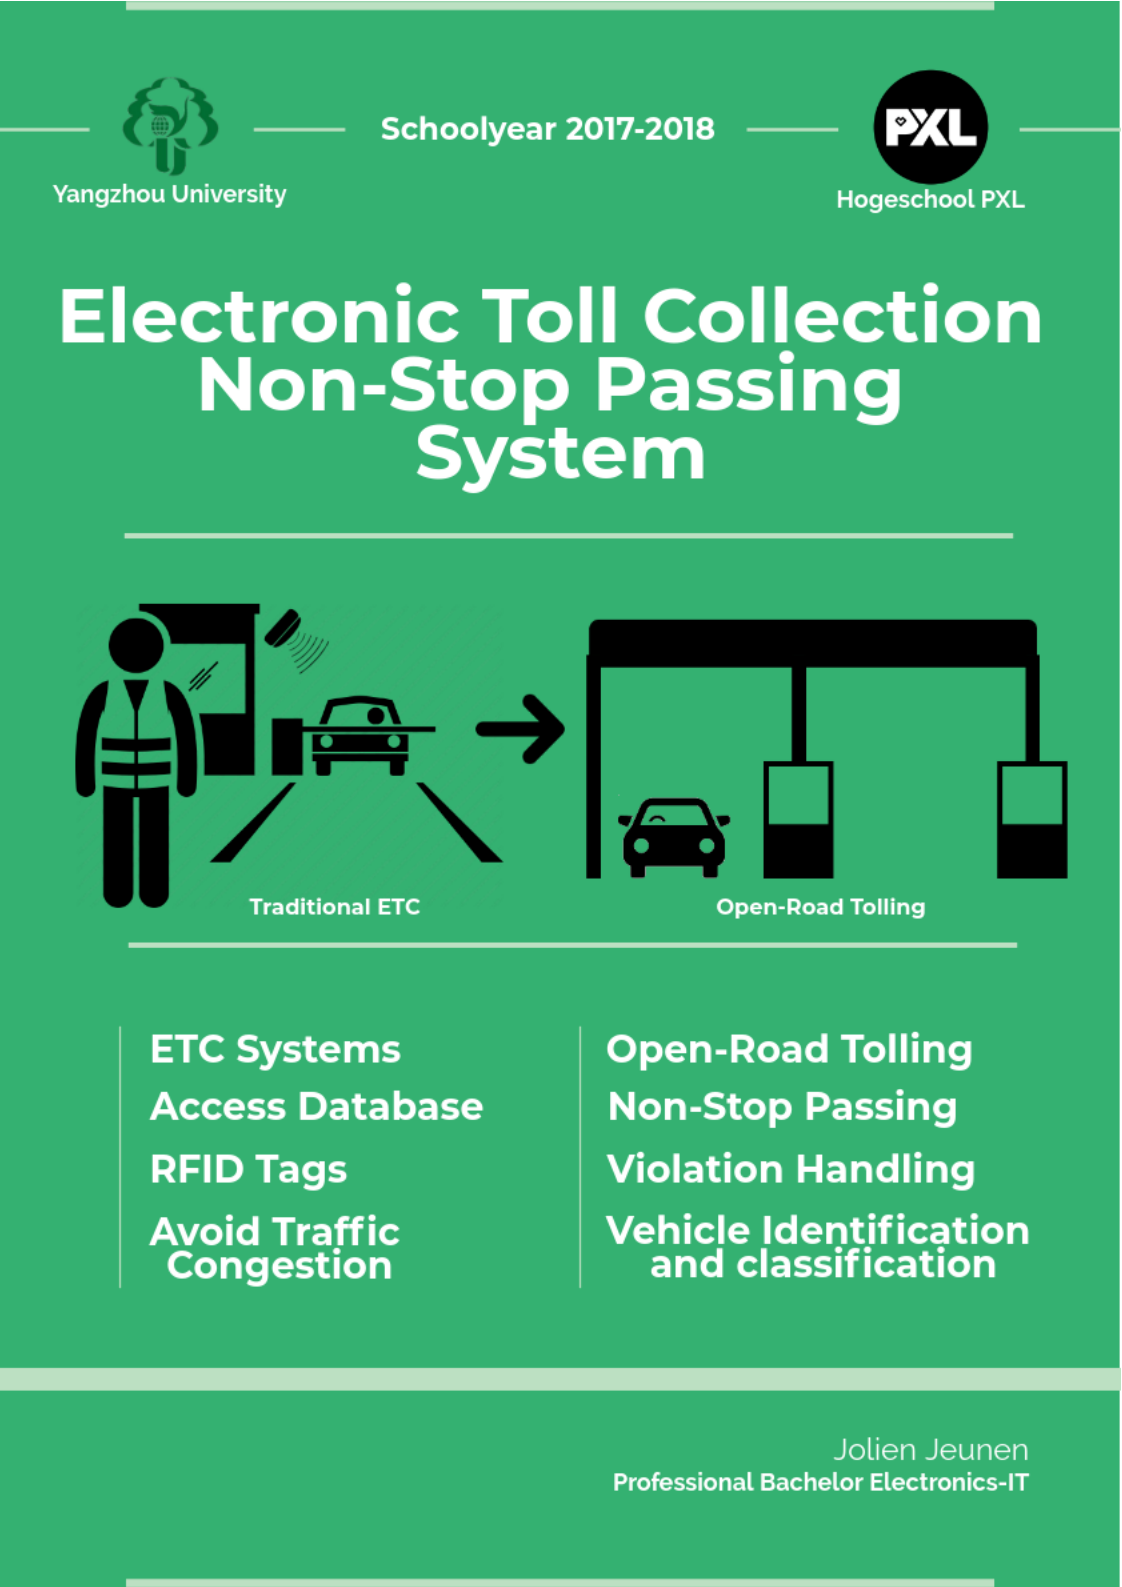 Schoolyear 2017-2018
PXL
Yangzhou University
Hogeschool PXL
Electronic Toll Collection
Non-Stop Passing
System
Traditional ETC
Open-Road Tolling
ETC Systems
Access Database
RFID Tags
Avoid Traffic
Congestion
Open-Road Tolling
Non-Stop Passing
Violation Handling
Vehicle Identification
and classification
Jolien Jeunen
Professional Bachelor Electronics-IT